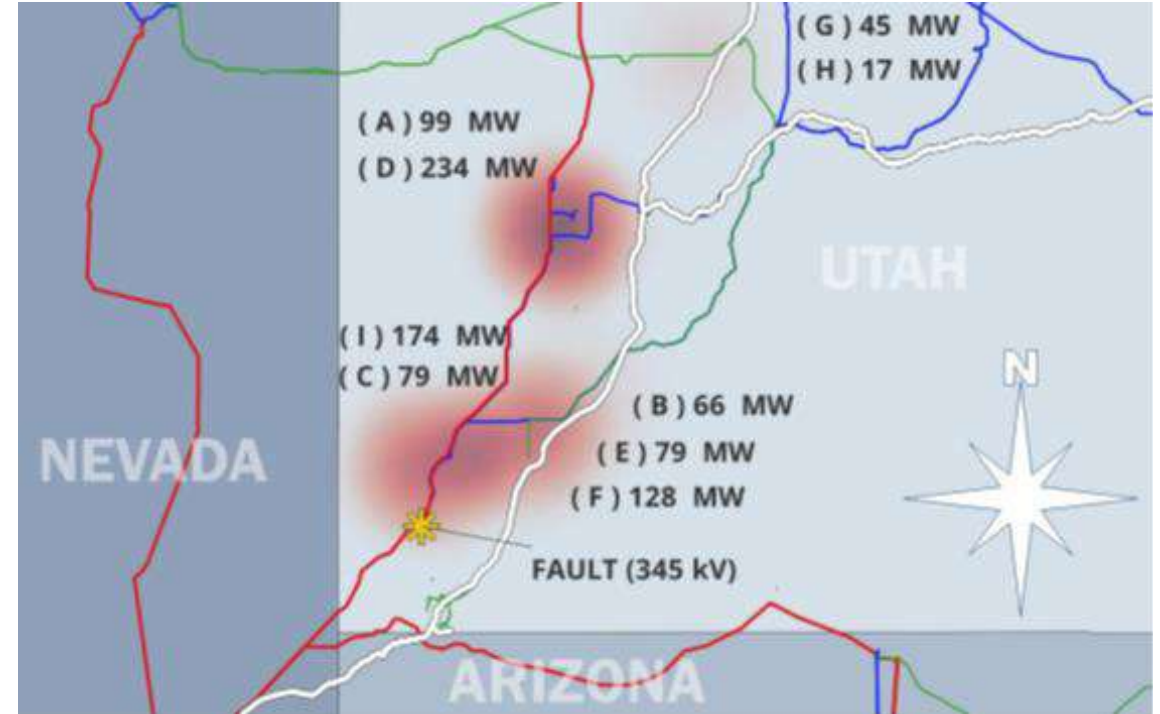 ( G ) 45 MW
( H ) 17 MW
( A ) 99 MW
( D ) 234 MW
UTAH
( I ) 174 MW
( C ) 79 MW
N
( B ) 66 MW
NEVADA
( E ) 79 MW
( F ) 128 MW
FAULT (345 kV)
ARIZONA